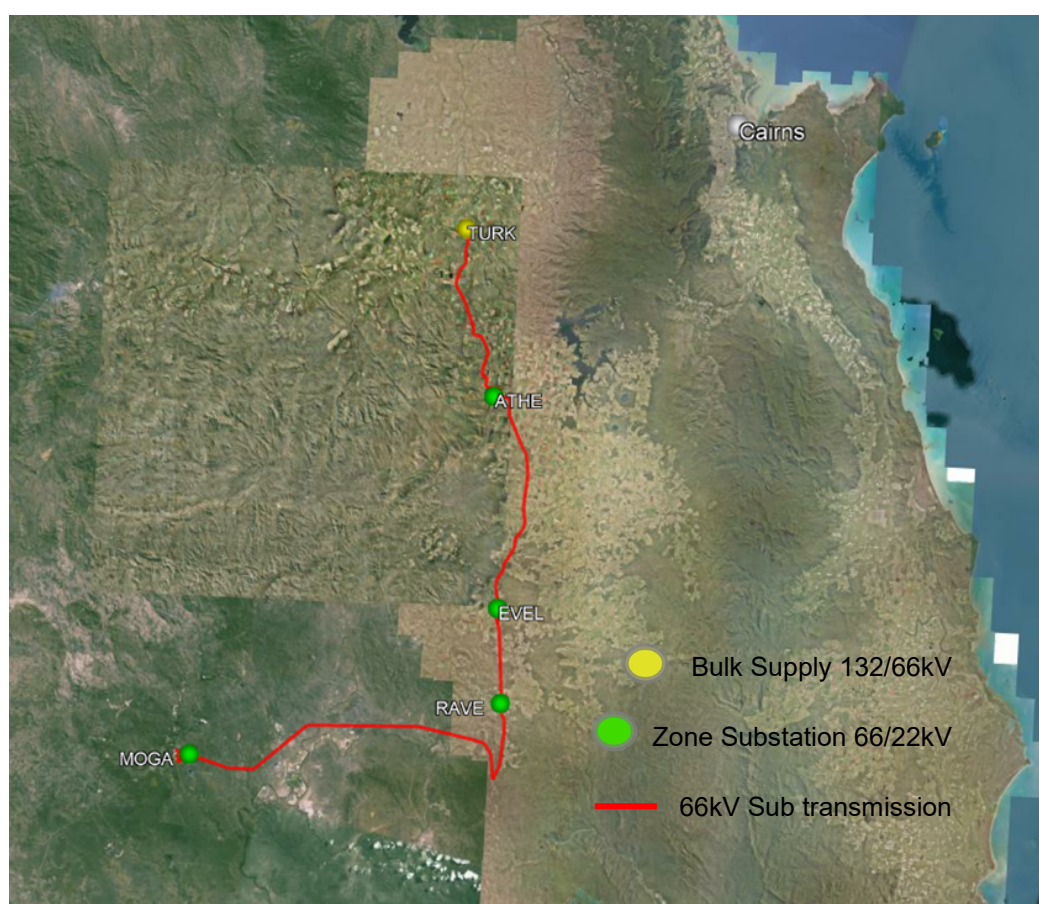 Cairns
TURK
ATHE
EVEL
Bulk Supply 132/66kV
RAVE
Zone Substation 66/22kV
MOGA
66kV Sub transmission